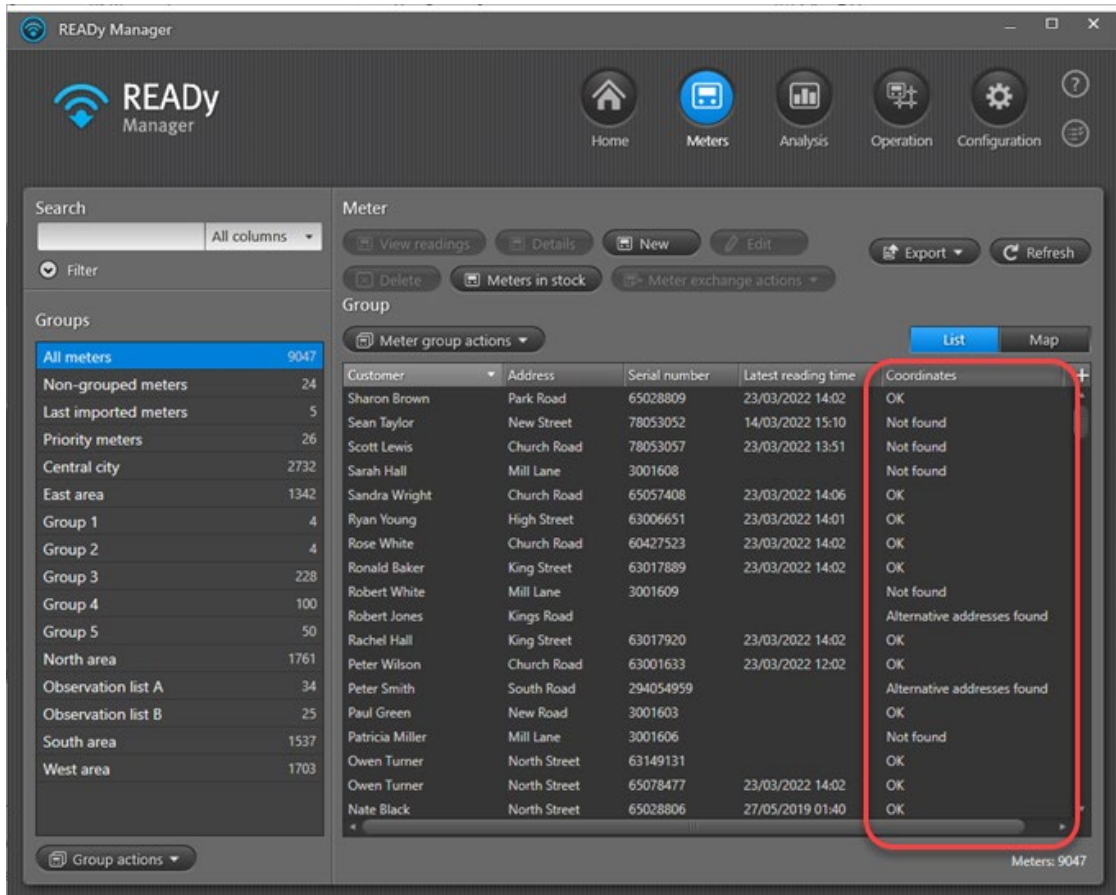 READy Manager
READy
Manager
Home Meters Analysis Operation Configuration
?
Search
All columns
Filter
Groups
All meters 9047
Non-grouped meters 24
Last imported meters 5
Priority meters 26
Central city 2732
East area 1342
Group 1 4
Group 2 4
Group 3 228
Group 4 100
Group 5 50
North area 1761
Observation list A 34
Observation list B 25
South area 1537
West area 1703
Group actions
Meter
View readings Details New Edit Export Refresh
Delete Meters in stock Meter exchange actions
Group
Meter group actions List Map
Customer Address Serial number Latest reading time Coordinates +
Sharon Brown Park Road 65028809 23/03/2022 14:02 OK
Sean Taylor New Street 78053052 14/03/2022 15:10 Not found
Scott Lewis Church Road 78053057 23/03/2022 13:51 Not found
Sarah Hall Mill Lane 3001608 Not found
Sandra Wright Church Road 65057408 23/03/2022 14:06 OK
Ryan Young High Street 63006651 23/03/2022 14:01 OK
Rose White Church Road 60427523 23/03/2022 14:02 OK
Ronald Baker King Street 63017889 23/03/2022 14:02 OK
Robert White Mill Lane 3001609 Not found
Robert Jones Kings Road Alternative addresses found
Rachel Hall King Street 63017920 23/03/2022 14:02 OK
Peter Wilson Church Road 63001633 23/03/2022 12:02 OK
Peter Smith South Road 294054959 Alternative addresses found
Paul Green New Road 3001603 OK
Patricia Miller Mill Lane 3001606 Not found
Owen Turner North Street 63149131 OK
Owen Turner North Street 65078477 23/03/2022 14:02 OK
Nate Black North Street 65028806 27/05/2019 01:40 OK
Meters: 9047